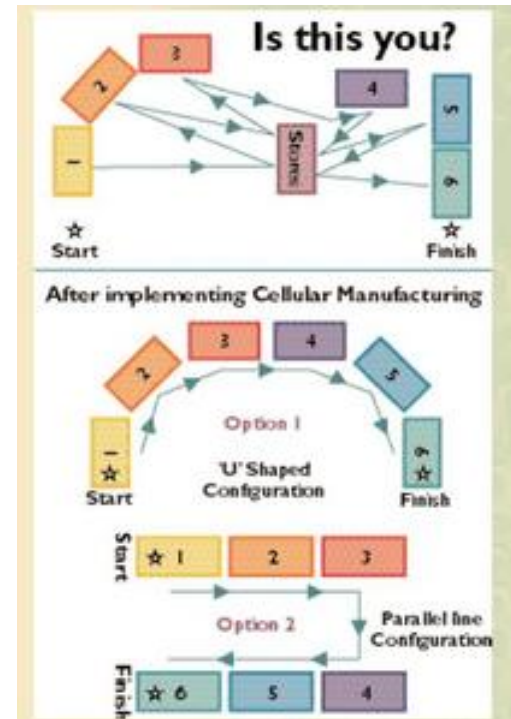 Is this you?
3
2
4
5
1
Stores
6
Start
Finish
After implementing Cellular Manufacturing
3
4
2
5
Option 1
1
6
'U' Shaped
Configuration
Start
Finish
Start
1
2
3
Option 2
Parallel line
Configuration
Finish
6
5
4